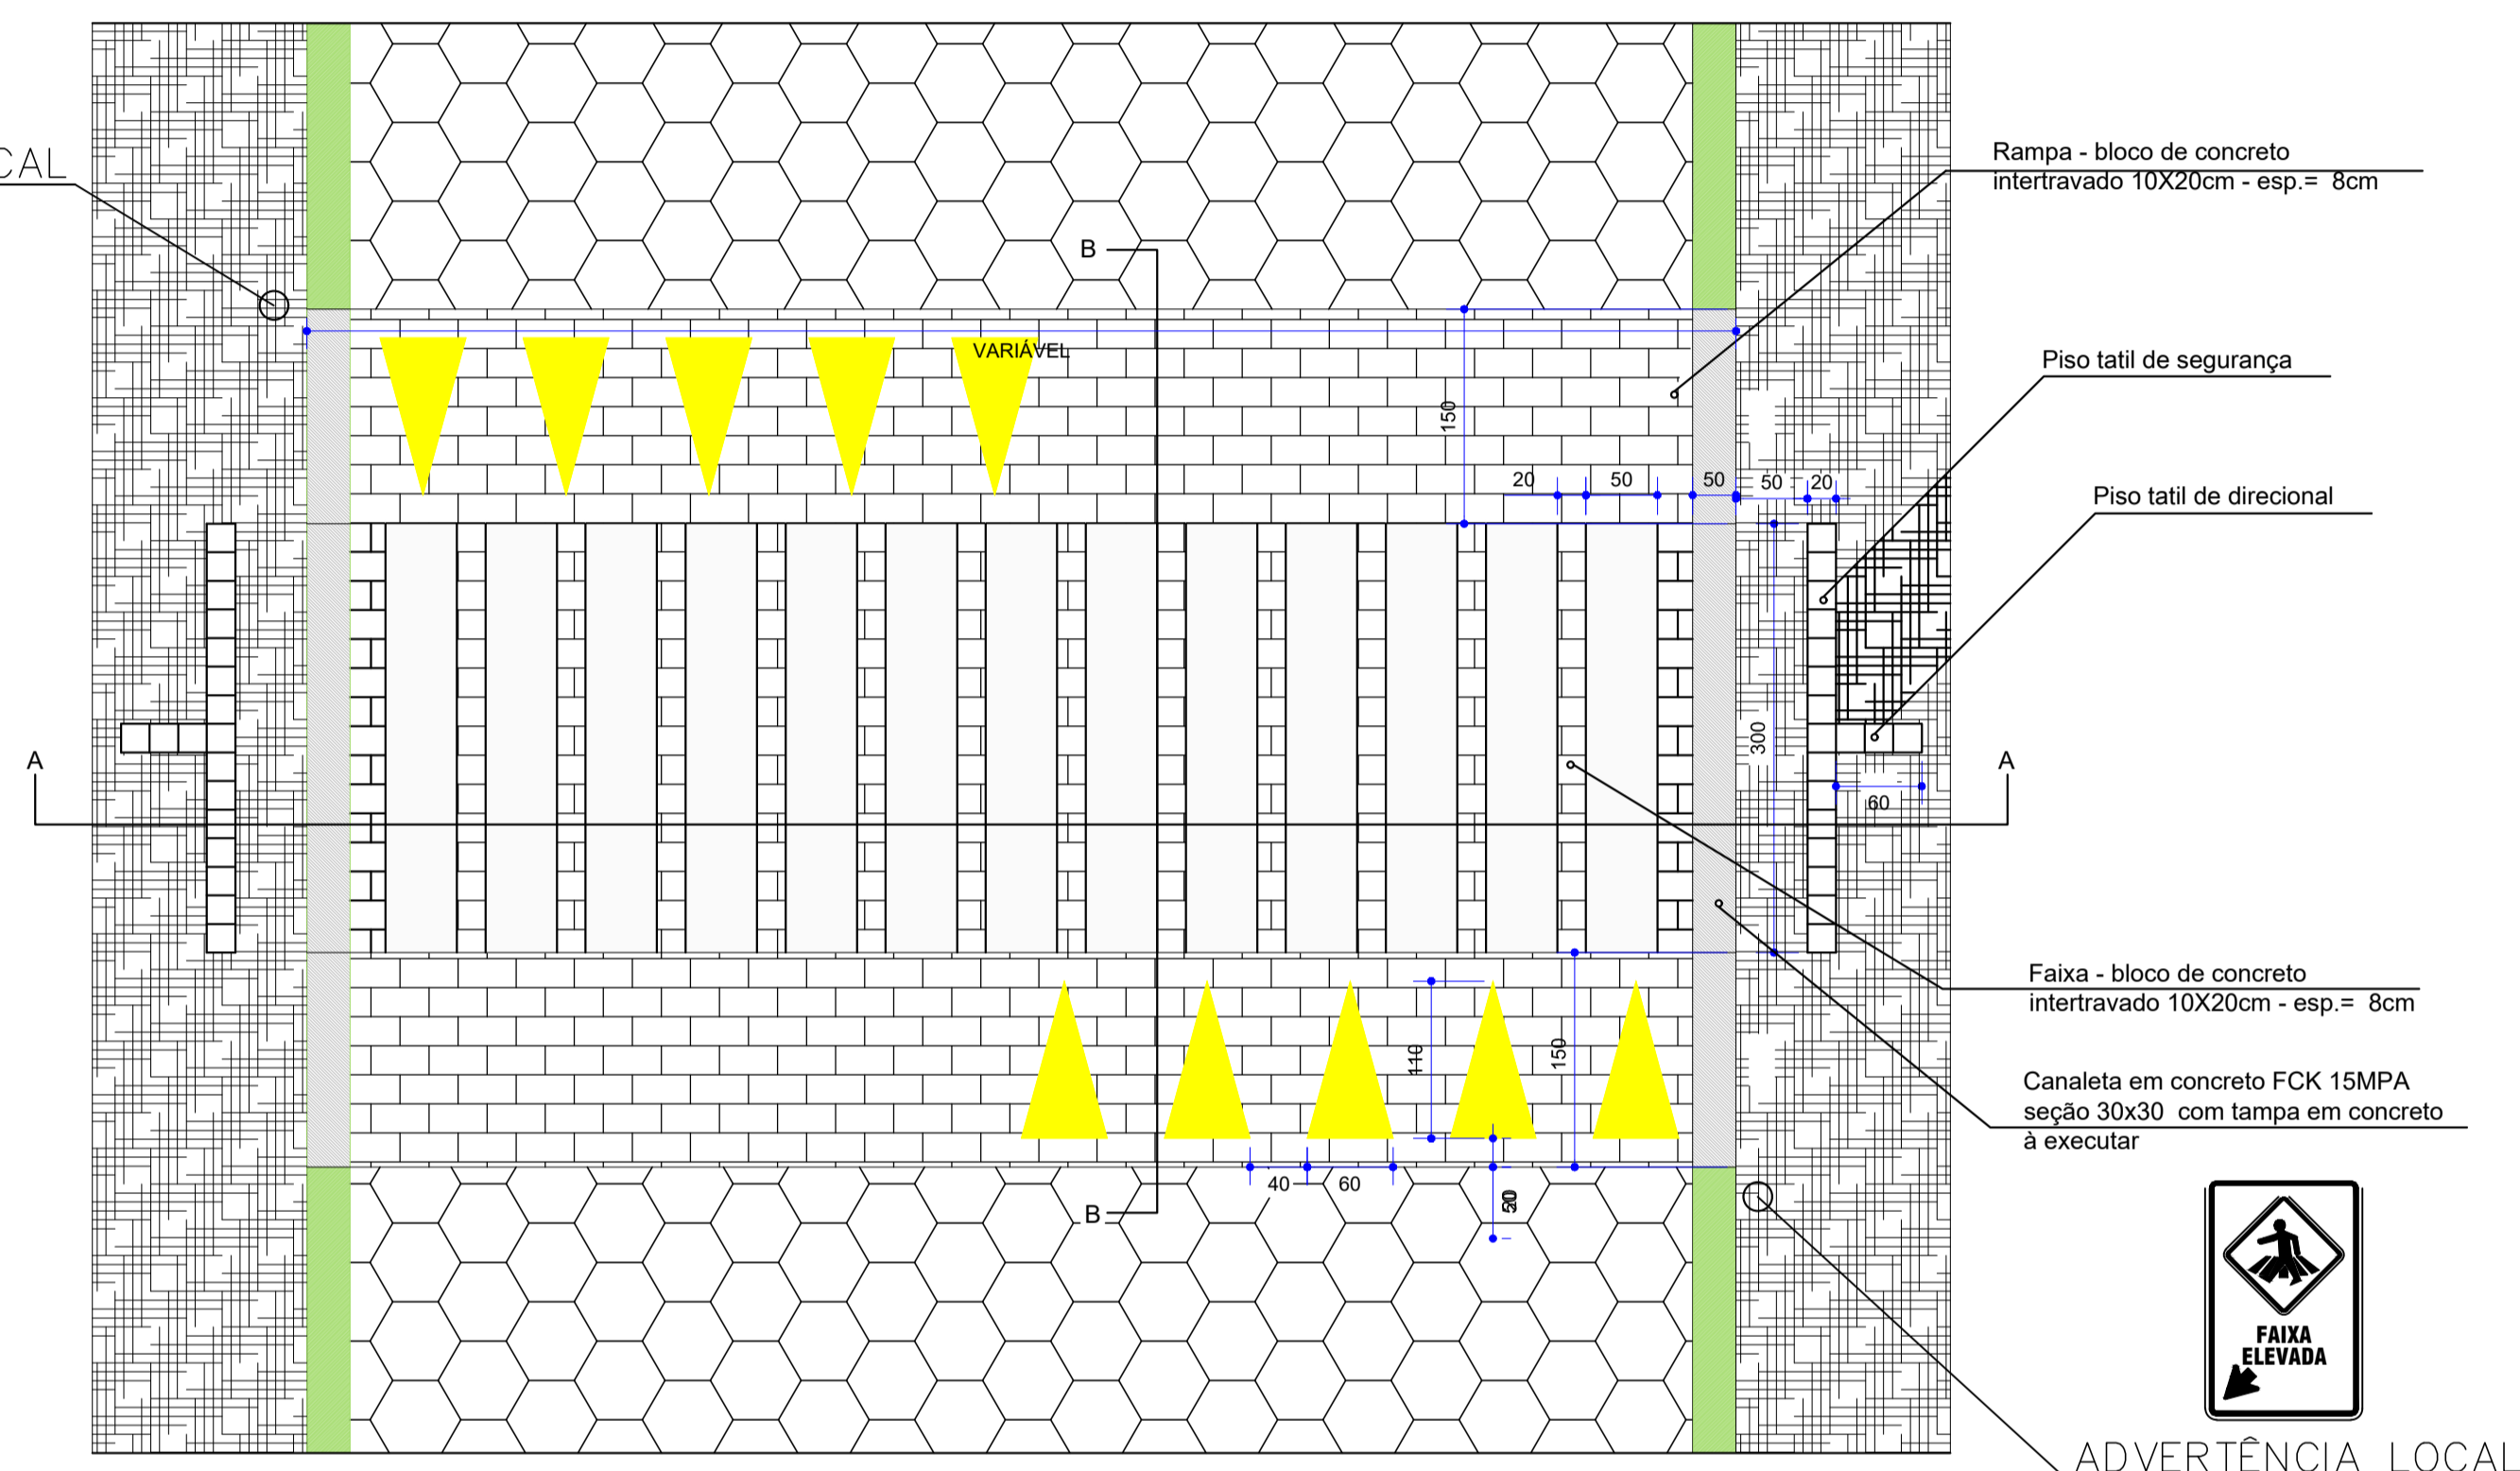 CAL
Rampa - bloco de concreto
intertravado 10X20cm - esp.= 8cm
B
VARIÁVEL
Piso tatil de segurança
150
20
50
50
50
20
Piso tatil de direcional
300
A
A
60
Faixa - bloco de concreto
intertravado 10X20cm - esp.= 8cm
110
150
Canaleta em concreto FCK 15MPA
seção 30x30 com tampa em concreto
à executar
40
60
B
FAIXA
ELEVADA
ADVERTÊNCIA LOCAL